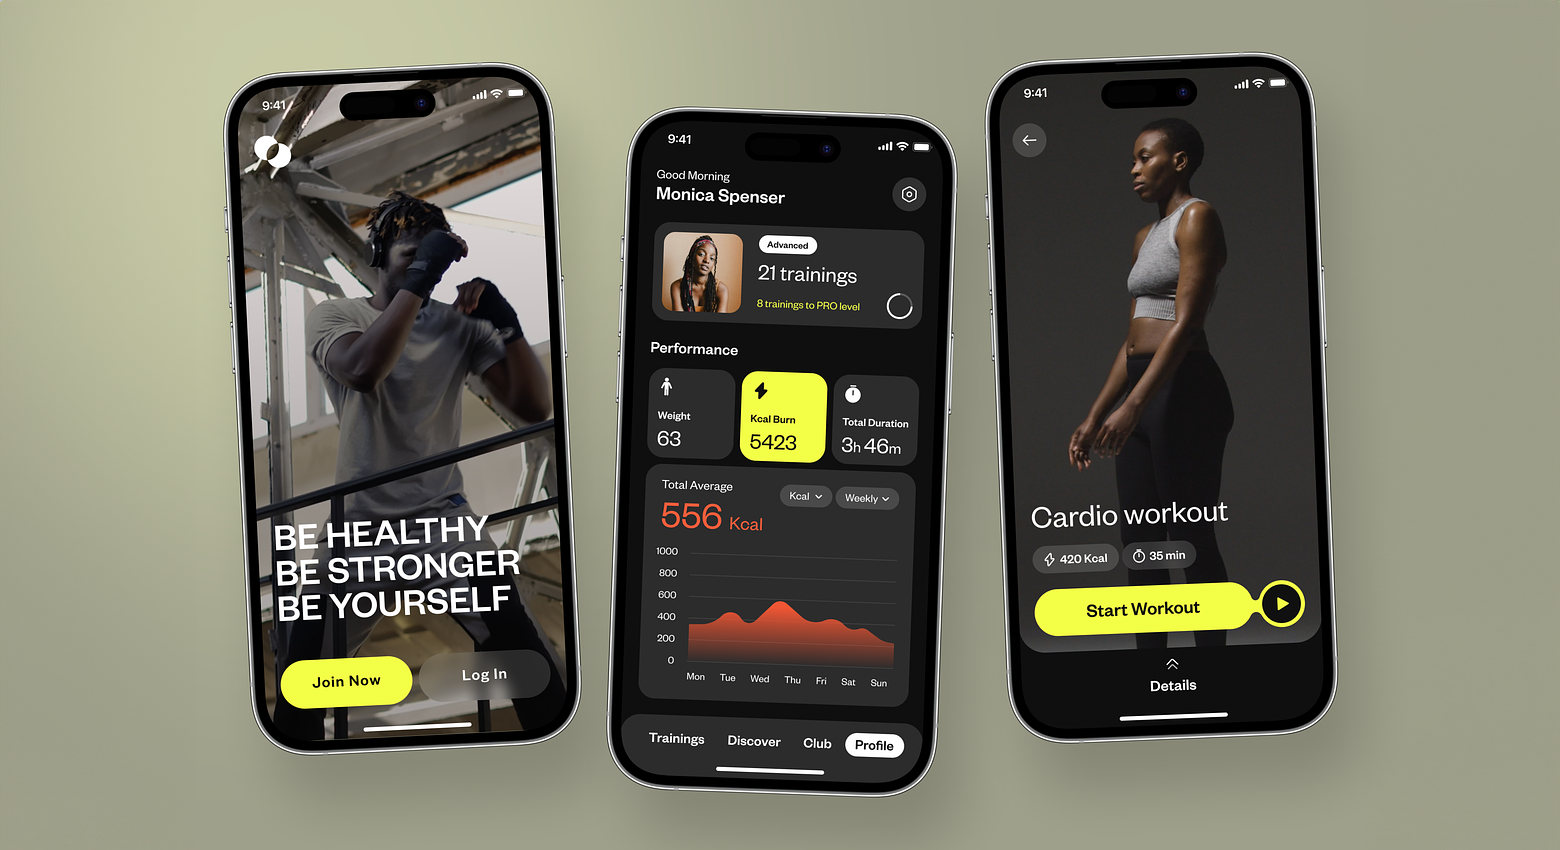 9:41
BE HEALTHY
BE STRONGER
BE YOURSELF
Join Now
Log In
9:41
Good Morning
Monica Spenser
Advanced
21 trainings
8 trainings to PRO level
Performance
Weight
63
Kcal Burn
5423
Total Duration
3h 46m
Total Average
556 Kcal
Kcal
Weekly
1000
800
600
400
200
0
Mon Tue Wed Thu Fri Sat Sun
Trainings Discover Club Profile
9:41
Cardio workout
420 Kcal
35 min
Start Workout
Details